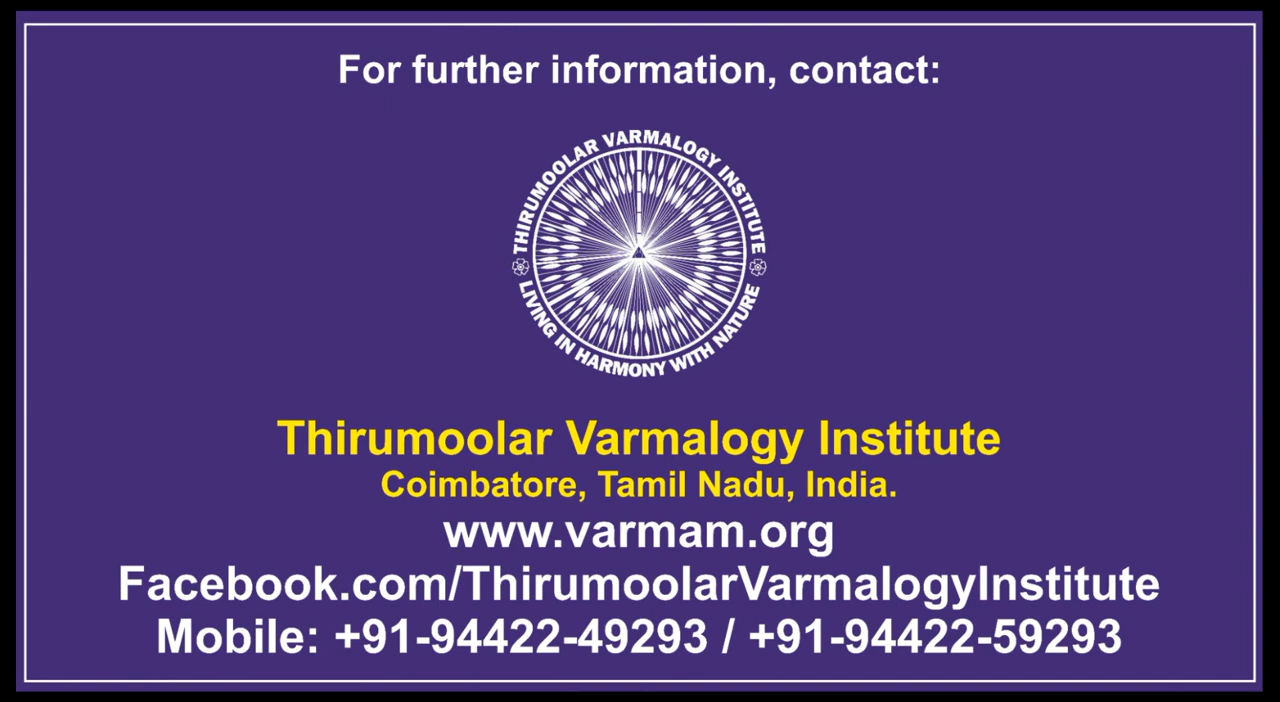 For further information, contact:
THIRUMOOLAR VARMALOGY INSTITUTE
LIVING IN HARMONY WITH NATURE
Thirumoolar Varmalogy Institute
Coimbatore, Tamil Nadu, India.
www.varmam.org
Facebook.com/ThirumoolarVarmalogyInstitute
Mobile: +91-94422-49293 / +91-94422-59293